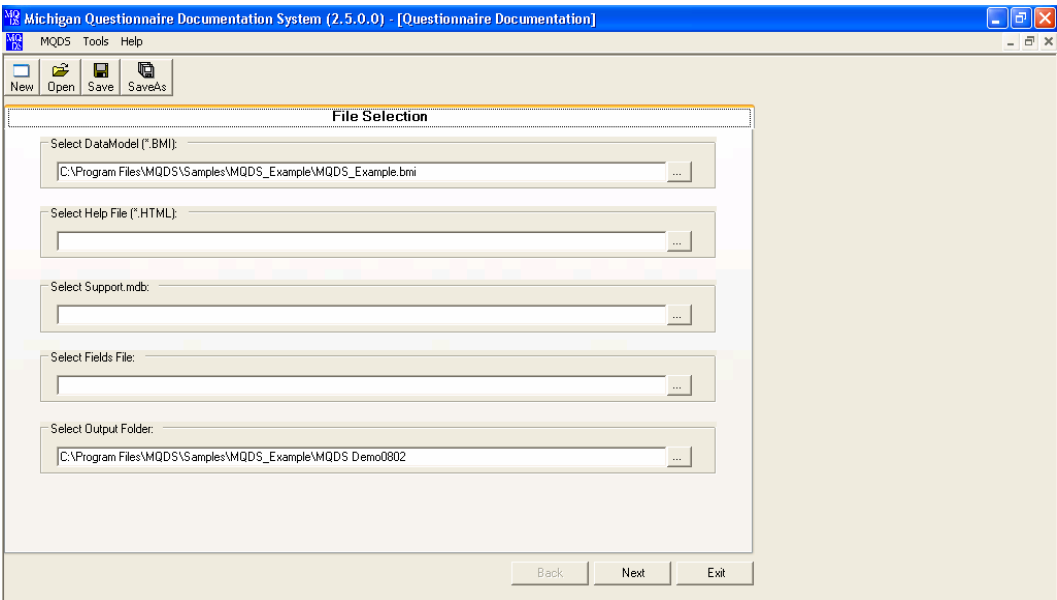 MQDS Michigan Questionnaire Documentation System (2.5.0.0) - [Questionnaire Documentation]
MQDS MQDS Tools Help
New Open Save SaveAs
File Selection
Select DataModel (*.BMI):
C:\Program Files\MQDS\Samples\MQDS_Example\MQDS_Example.bmi
...
Select Help File (*.HTML):
...
Select Support.mdb:
...
Select Fields File:
...
Select Output Folder:
C:\Program Files\MQDS\Samples\MQDS_Example\MQDS Demo0802
...
Back Next Exit